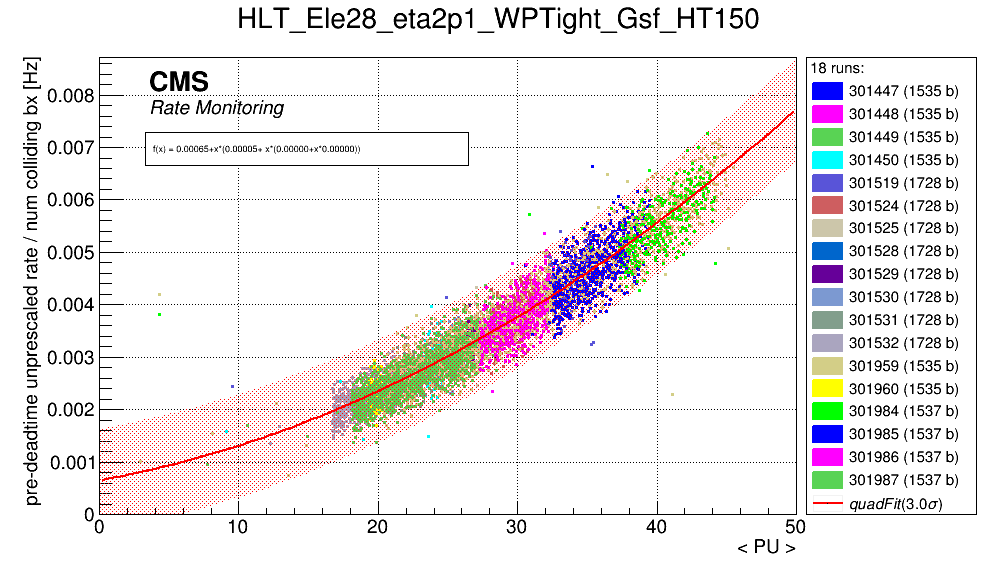 HLT_Ele28_eta2p1_WPTight_Gsf_HT150
pre-deadtime unprescaled rate / num colliding bx [Hz]
CMS
Rate Monitoring
f(x) = 0.00065+x*(0.00005+ x*(0.00000+x*0.00000))
0.008
0.007
0.006
0.005
0.004
0.003
0.002
0.001
0
0 10 20 30 40 50
< PU >
18 runs:
301447 (1535 b)
301448 (1535 b)
301449 (1535 b)
301450 (1535 b)
301519 (1728 b)
301524 (1728 b)
301525 (1728 b)
301528 (1728 b)
301529 (1728 b)
301530 (1728 b)
301531 (1728 b)
301532 (1728 b)
301959 (1535 b)
301960 (1535 b)
301984 (1537 b)
301985 (1537 b)
301986 (1537 b)
301987 (1537 b)
quadFit(3.0σ)